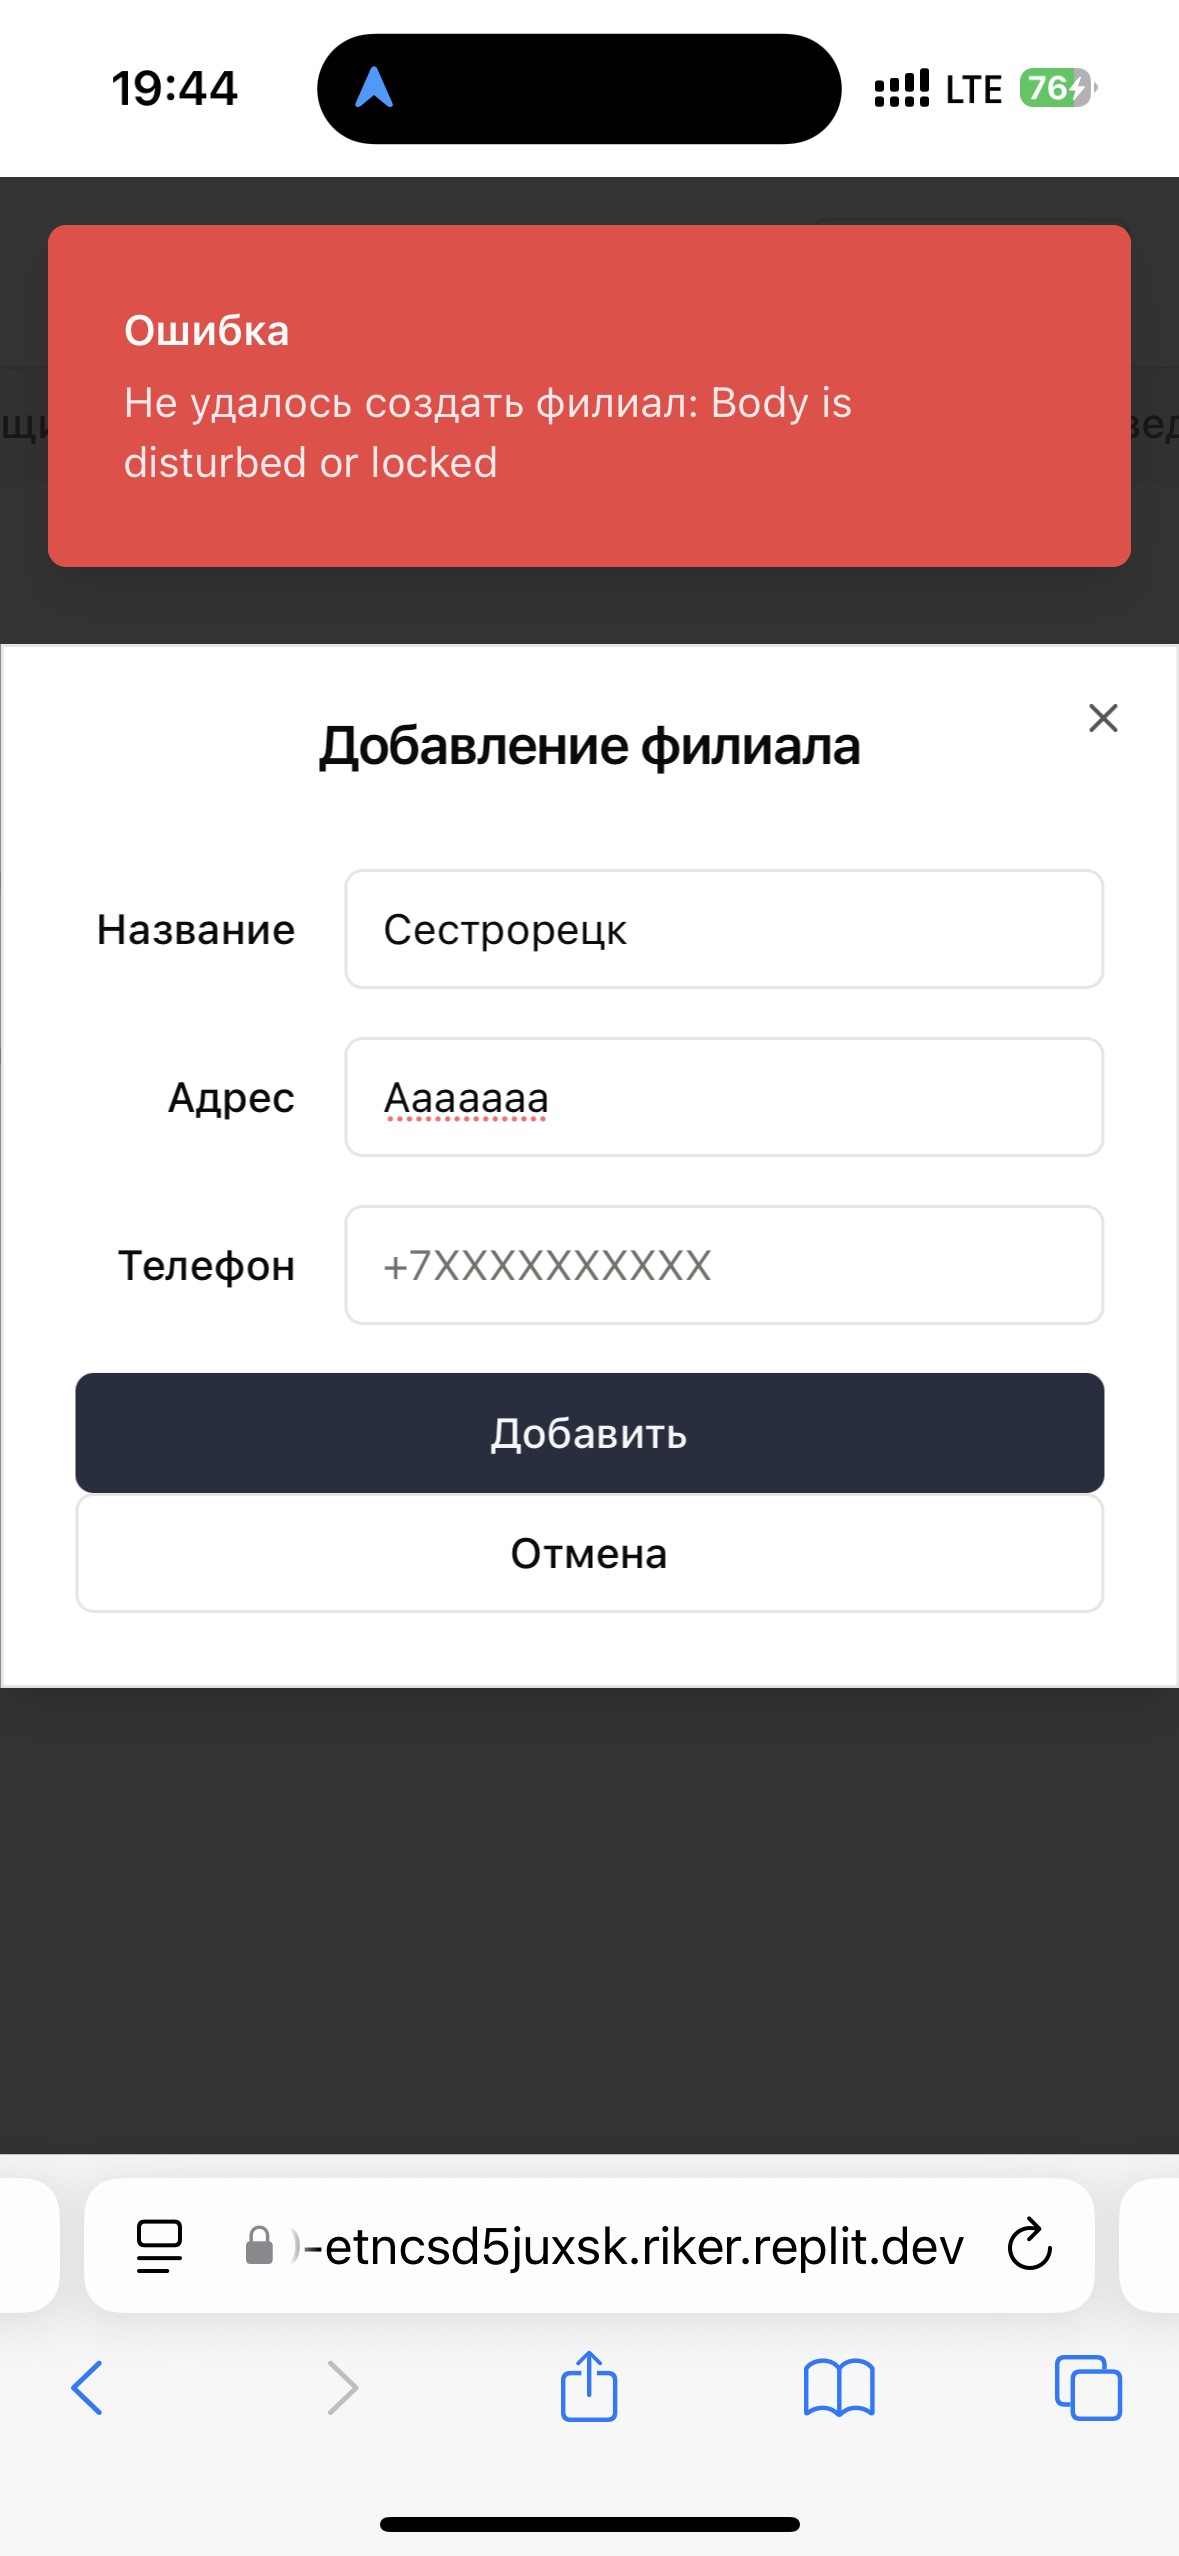 19:44
LTE
76
Ошибка
Не удалось создать филиал: Body is
disturbed or locked
Добавление филиала
Название
Сестрорецк
Адрес
Ааааааа
Телефон
+7XXXXXXXXXX
Добавить
Отмена
-etncsd5juxsk.riker.replit.dev